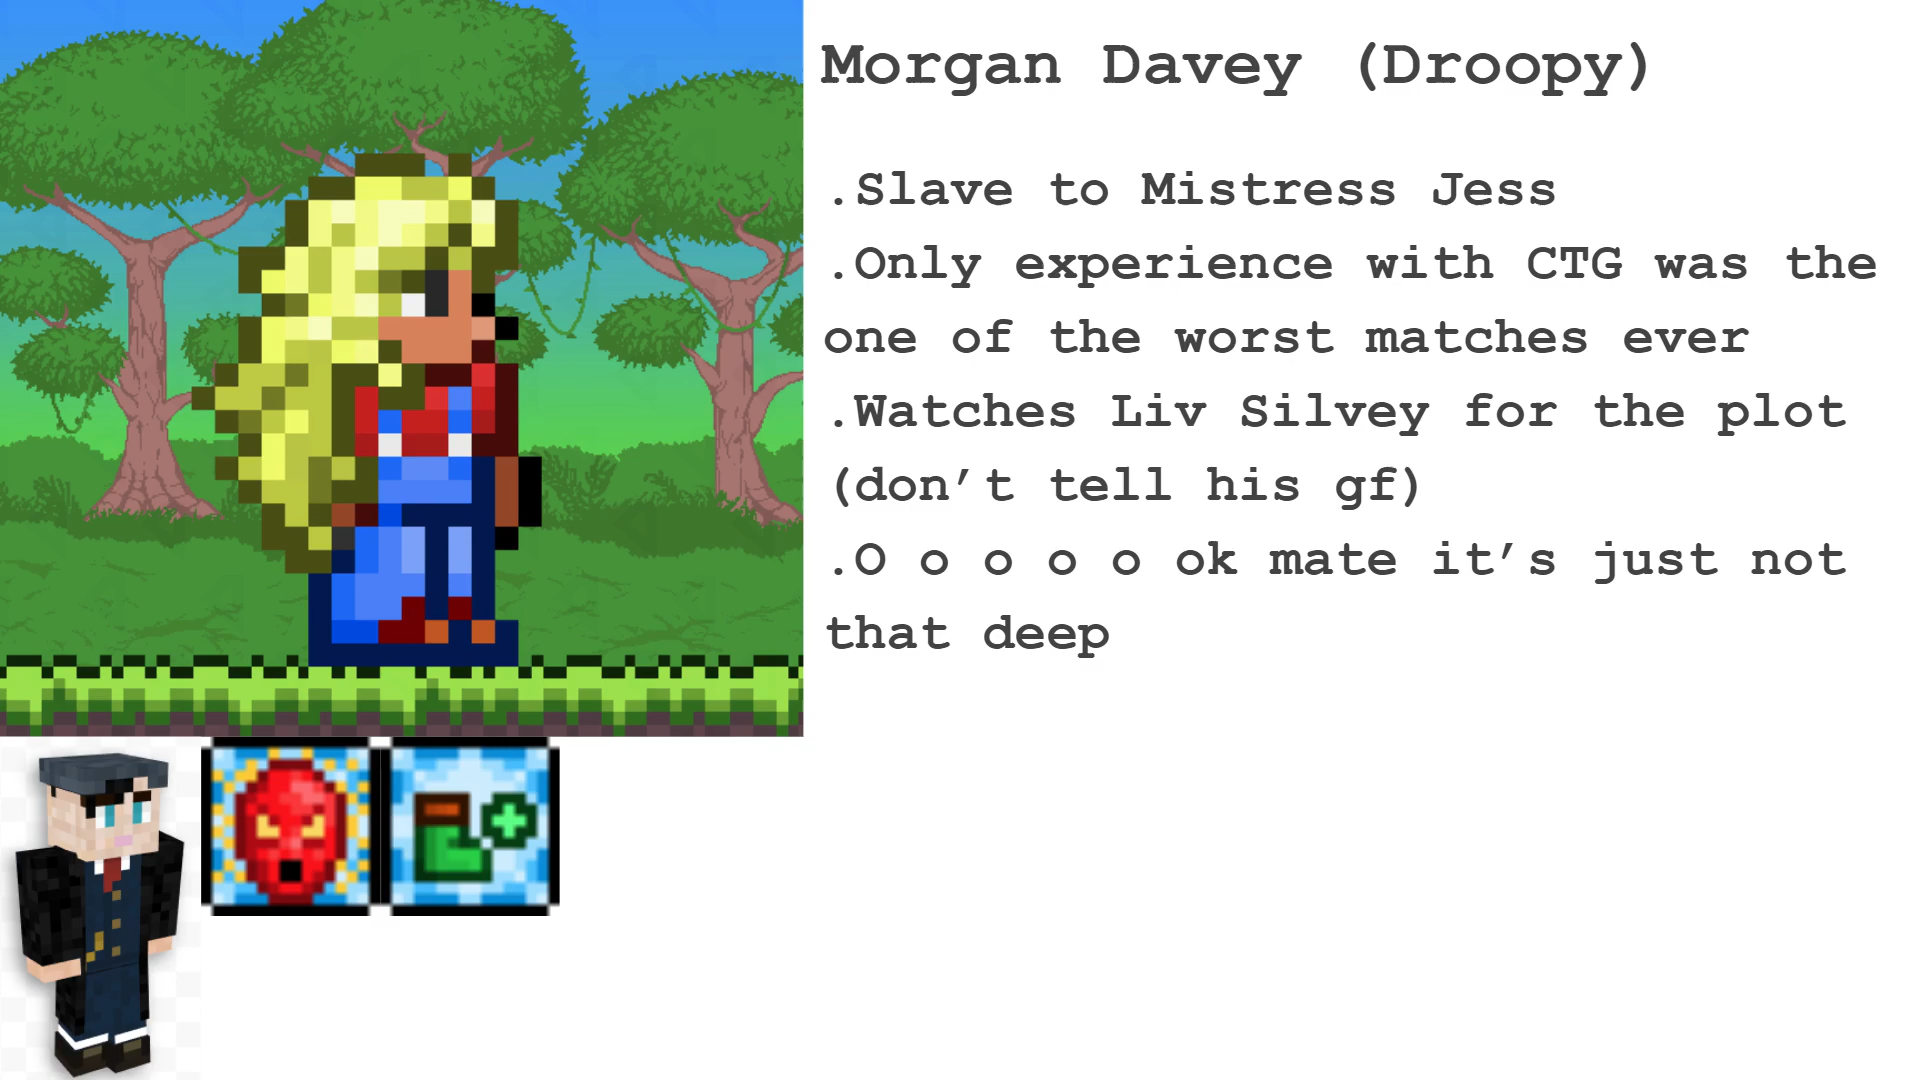 Morgan Davey (Droopy)
.Slave to Mistress Jess
.Only experience with CTG was the
one of the worst matches ever
.Watches Liv Silvey for the plot
(don’t tell his gf)
.O o o o o ok mate it’s just not
that deep